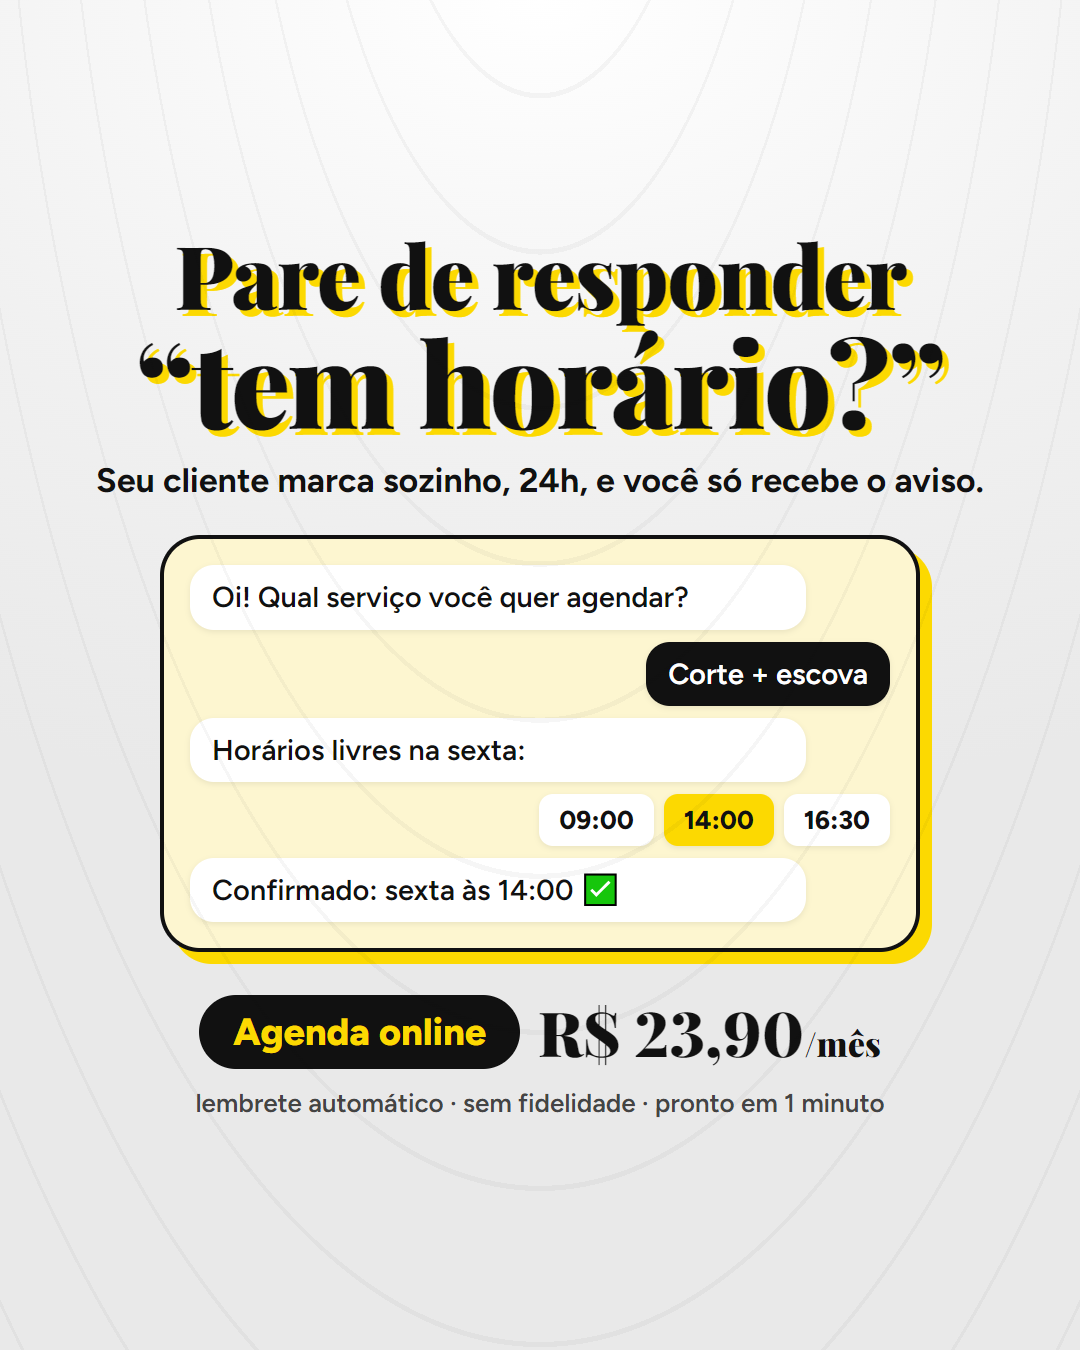 Pare de responder
“tem horário?”
Seu cliente marca sozinho, 24h, e você só recebe o aviso.
Oi! Qual serviço você quer agendar?
Corte + escova
Horários livres na sexta:
09:00 14:00 16:30
Confirmado: sexta às 14:00 ✅
Agenda online R$ 23,90/mês
lembrete automático · sem fidelidade · pronto em 1 minuto